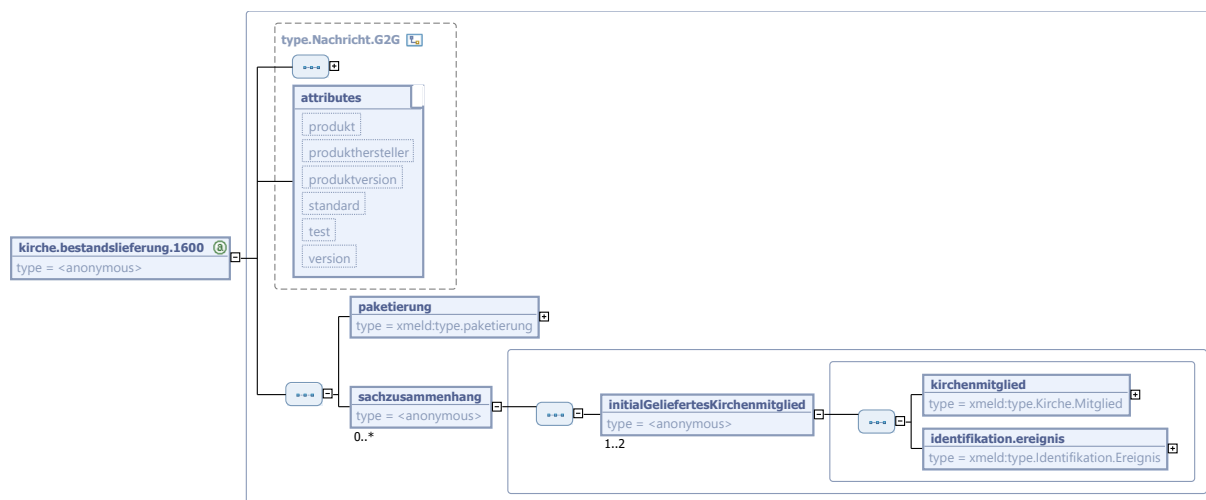 type.Nachricht.G2G
attributes
produkt
produkthersteller
produktversion
standard
test
version
kirche.bestandslieferung.1600 a
type = <anonymous>
paketierung
type = xmeld:type.paketierung
sachzusammenhang
type = <anonymous>
0..*
initialGeliefertesKirchenmitglied
type = <anonymous>
1..2
kirchenmitglied
type = xmeld:type.Kirche.Mitglied
identifikation.ereignis
type = xmeld:type.Identifikation.Ereignis